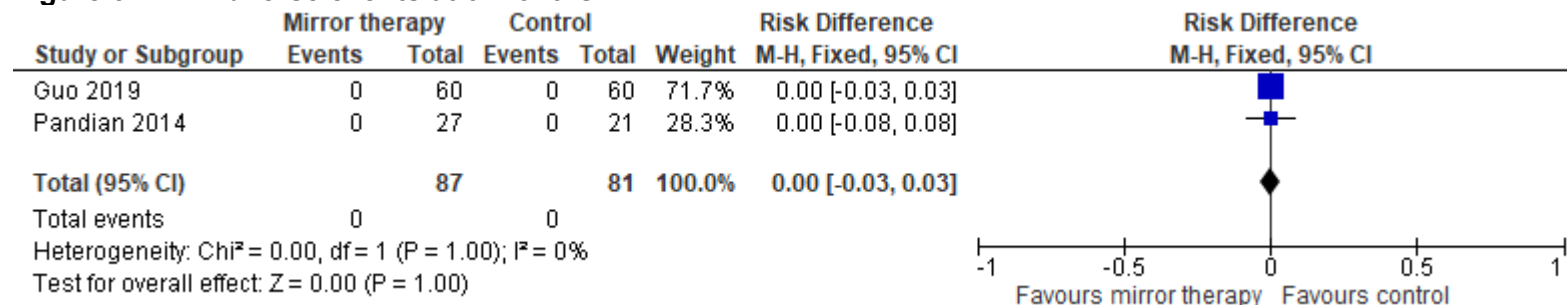 Mirror therapy Control Risk Difference Risk Difference
Study or Subgroup Events Total Events Total Weight M-H, Fixed, 95% CI M-H, Fixed, 95% CI
Guo 2019 0 60 0 60 71.7% 0.00 [-0.03, 0.03]
Pandian 2014 0 27 0 21 28.3% 0.00 [-0.08, 0.08]
Total (95% CI) 87 81 100.0% 0.00 [-0.03, 0.03]
Total events 0 0
Heterogeneity: Chi² = 0.00, df = 1 (P = 1.00); I² = 0%
Test for overall effect: Z = 0.00 (P = 1.00)
-1 -0.5 0 0.5 1
Favours mirror therapy Favours control